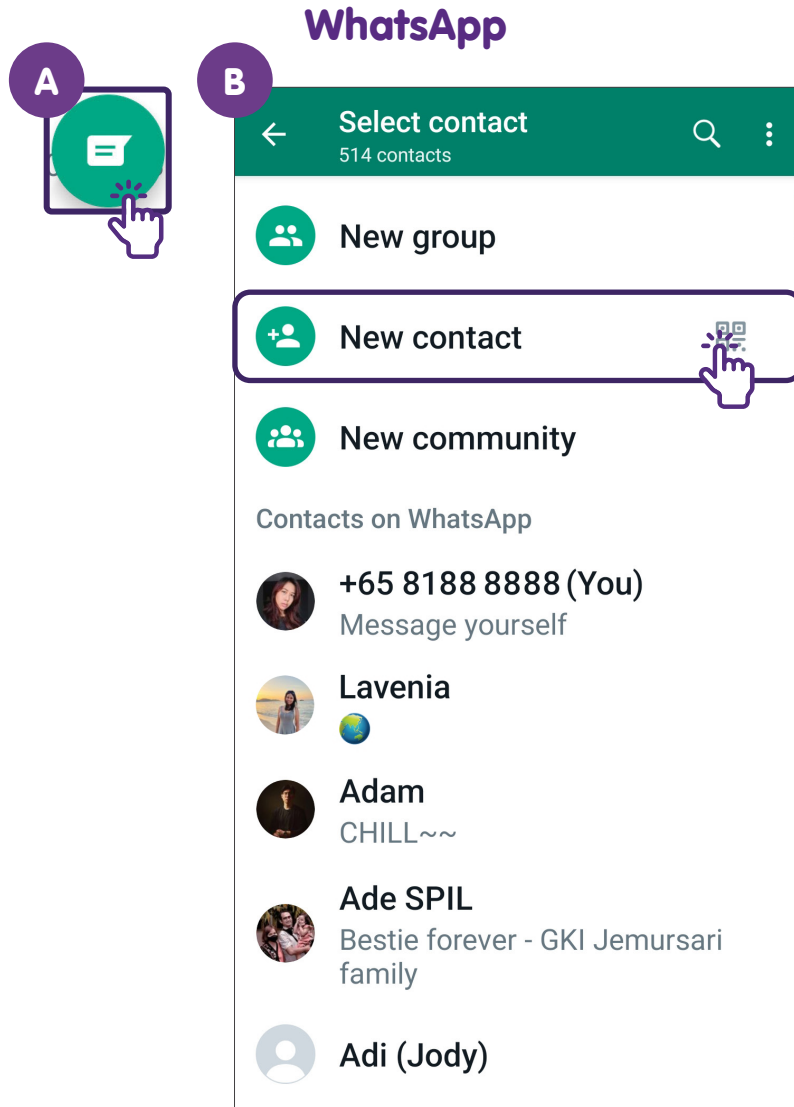 WhatsApp
A
B
Select contact
514 contacts
New group
New contact
New community
Contacts on WhatsApp
+65 8188 8888 (You)
Message yourself
Lavenia
Adam
CHILL~~
Ade SPIL
Bestie forever - GKI Jemursari
family
Adi (Jody)